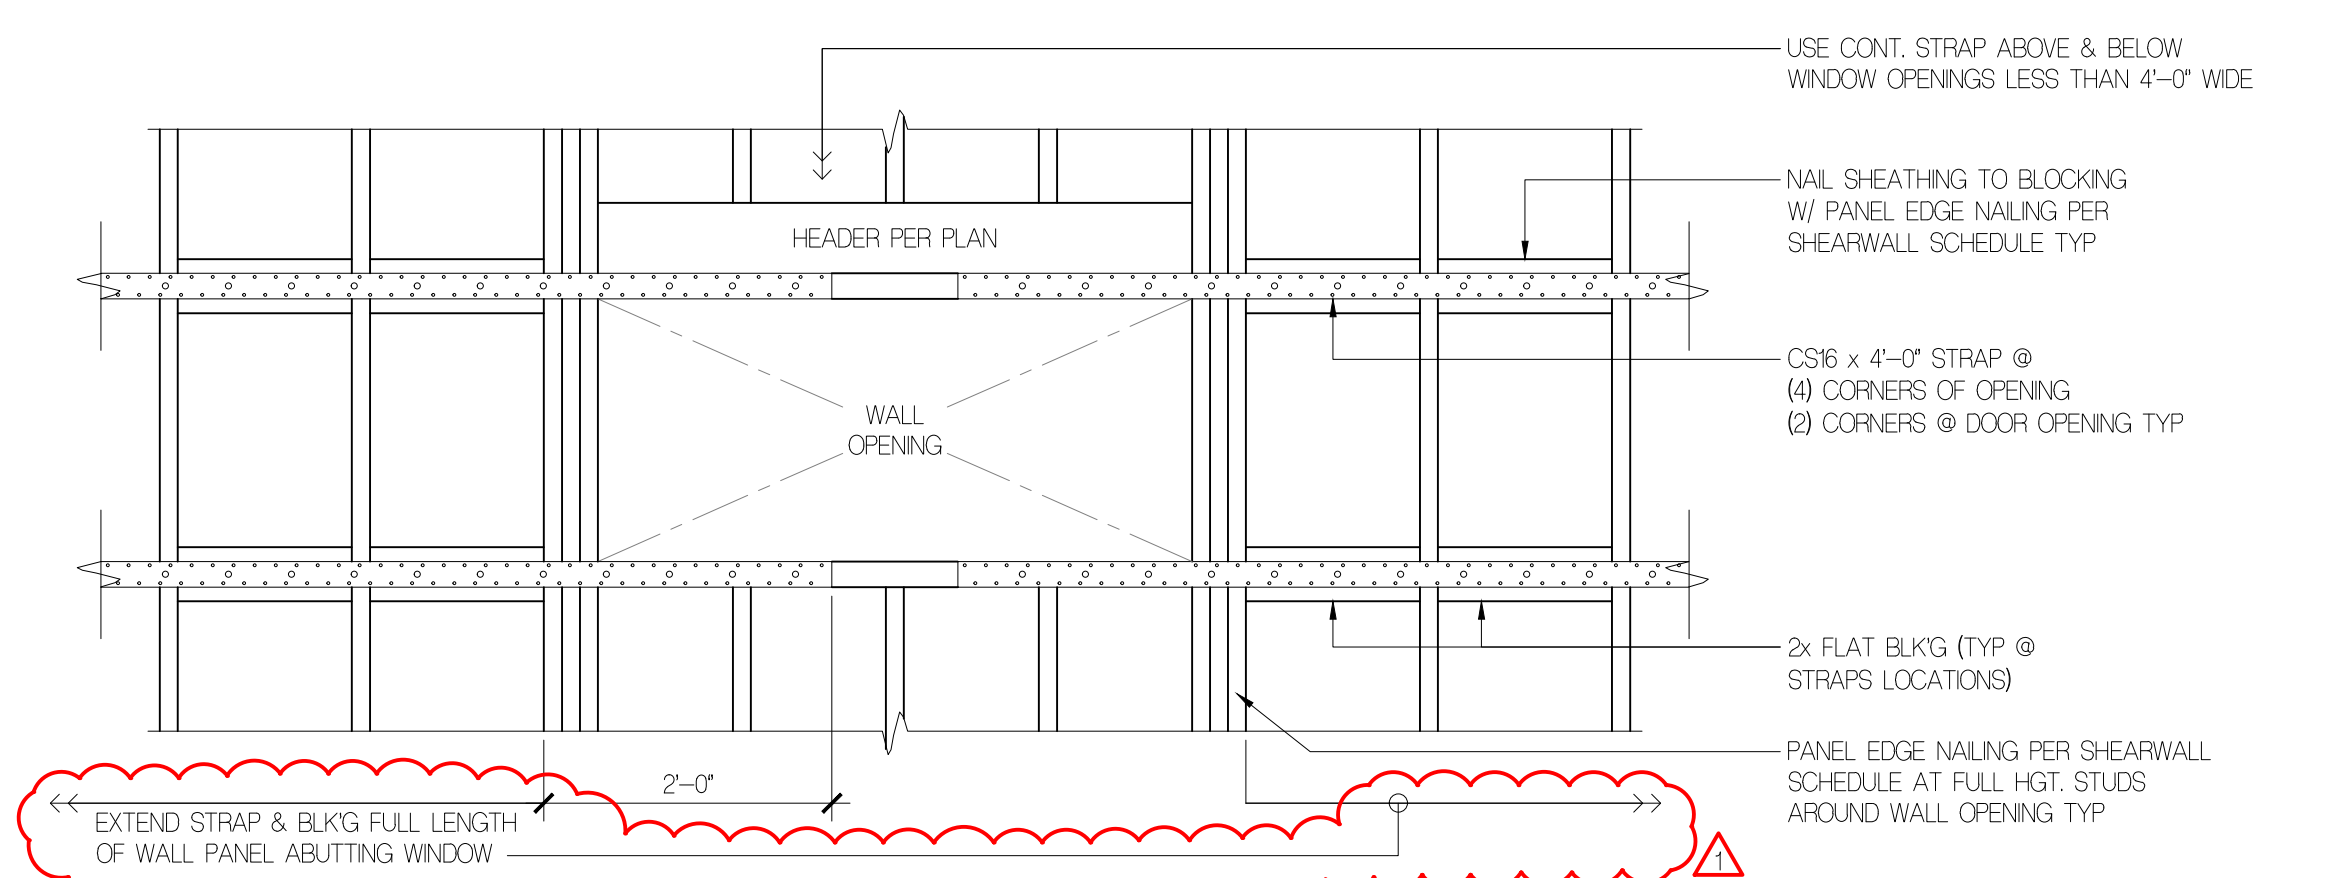 USE CONT. STRAP ABOVE & BELOW
WINDOW OPENINGS LESS THAN 4'-0" WIDE
NAIL SHEATHING TO BLOCKING
W/ PANEL EDGE NAILING PER
SHEARWALL SCHEDULE TYP
HEADER PER PLAN
CS16 x 4'-0" STRAP @
(4) CORNERS OF OPENING
(2) CORNERS @ DOOR OPENING TYP
WALL
OPENING
2x FLAT BLK'G (TYP @
STRAPS LOCATIONS)
PANEL EDGE NAILING PER SHEARWALL
SCHEDULE AT FULL HGT. STUDS
AROUND WALL OPENING TYP
2'-0"
EXTEND STRAP & BLK'G FULL LENGTH
OF WALL PANEL ABUTTING WINDOW
1